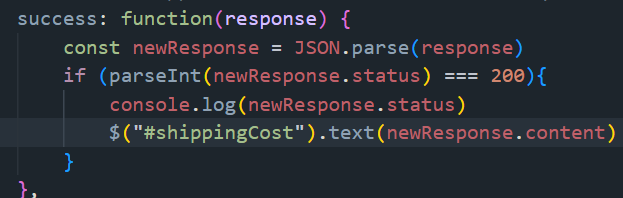 success: function(response) {
const newResponse = JSON.parse(response)
if (parseInt(newResponse.status) === 200){
console.log(newResponse.status)
$("#shippingCost").text(newResponse.content)
}
},